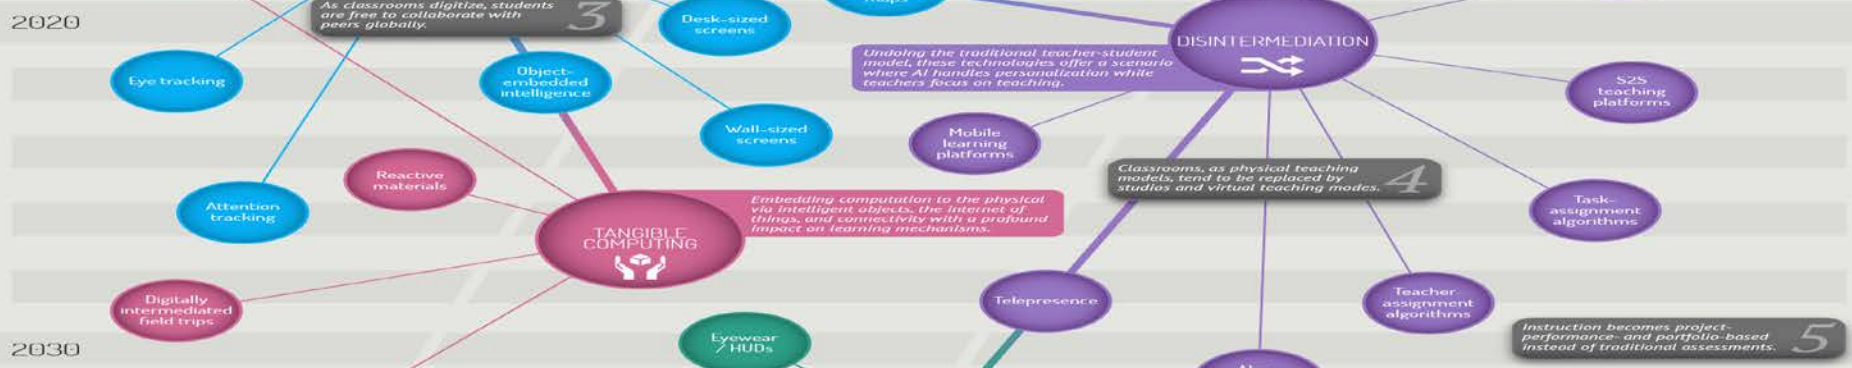 2020
As classrooms digitize, students
are free to collaborate with
peers globally.
3
Desk-sized
screens
DISINTERMEDIATION
Eye tracking
Object-
embedded
intelligence
Undoing the traditional teacher-student
model, these technologies offer a scenario
where AI handles personalization while
teachers focus on teaching.
S2S
teaching
platforms
Wall-sized
screens
Mobile
learning
platforms
Reactive
materials
Classrooms, as physical teaching
models, tend to be replaced by
studios and virtual teaching modes.
4
Attention
tracking
TANGIBLE
COMPUTING
Embedding computation to the physical
via intelligent objects, the internet of
things, and connectivity with a profound
impact on learning mechanisms.
Task-
assignment
algorithms
Digitally
intermediated
field trips
Telepresence
Teacher-
assignment
algorithms
Eyewear
/ HUDs
Instruction becomes project-
performance- and portfolio-based
instead of traditional assessments.
5
2030